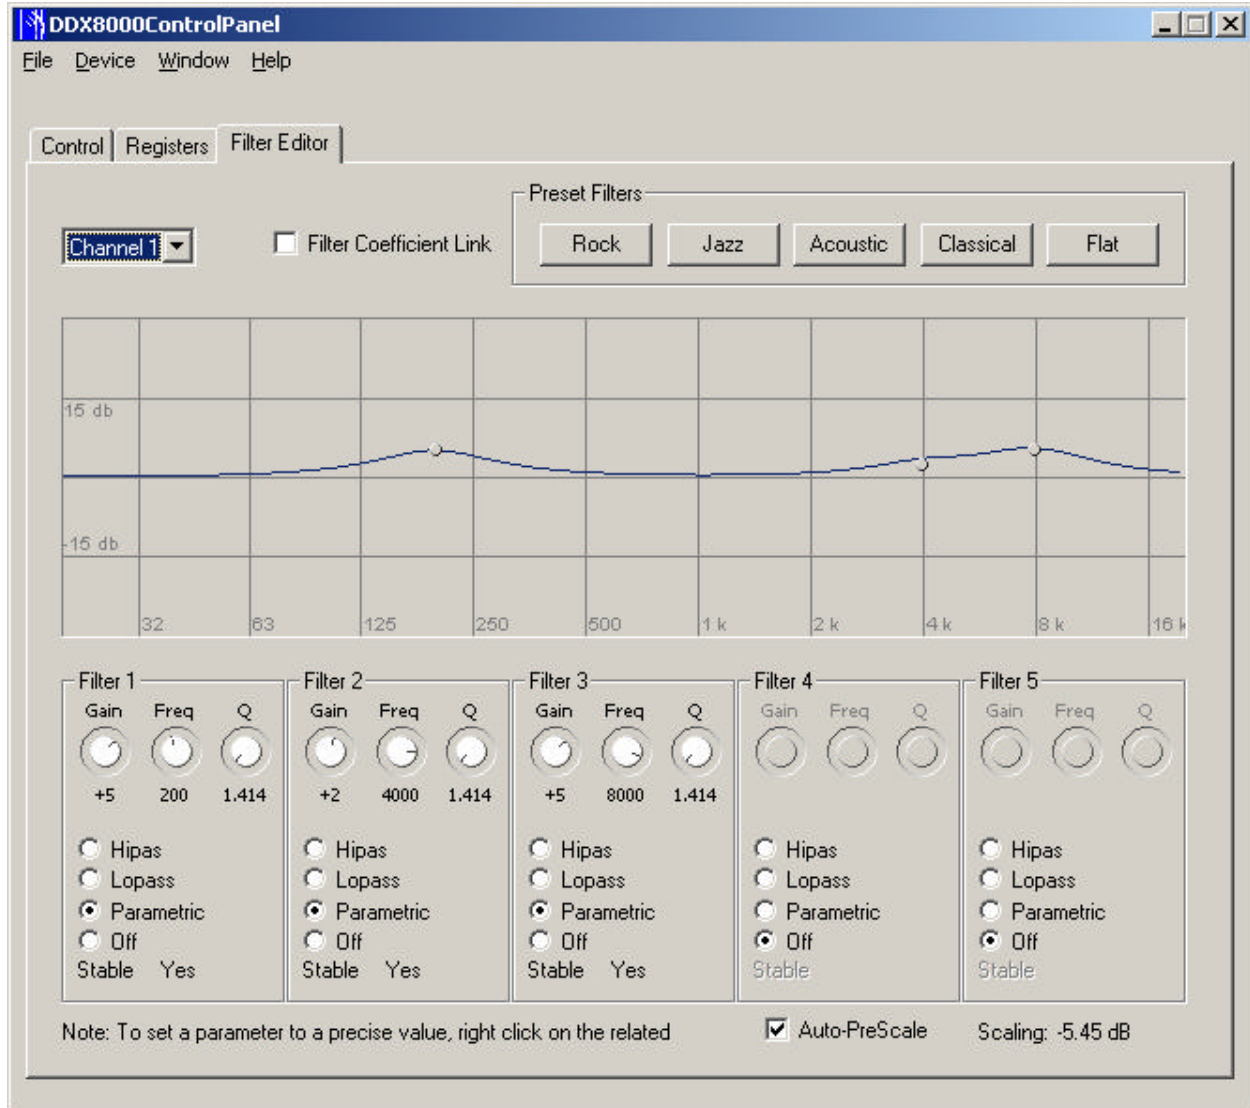 DDX8000ControlPanel
File Device Window Help
Control Registers Filter Editor
Preset Filters
Channel 1 Filter Coefficient Link Rock Jazz Acoustic Classical Flat
15 db
-15 db
32 63 125 250 500 1 k 2 k 4 k 8 k 16 k
Filter 1 Filter 2 Filter 3 Filter 4 Filter 5
Gain Freq Q Gain Freq Q Gain Freq Q Gain Freq Q Gain Freq Q
+5 200 1.414 +2 4000 1.414 +5 8000 1.414
Hipas Hipas Hipas Hipas Hipas
Lopass Lopass Lopass Lopass Lopass
Parametric Parametric Parametric Parametric Parametric
Off Off Off Off Off
Stable Yes Stable Yes Stable Yes Stable Stable
Note: To set a parameter to a precise value, right click on the related Auto-PreScale Scaling: -5.45 dB